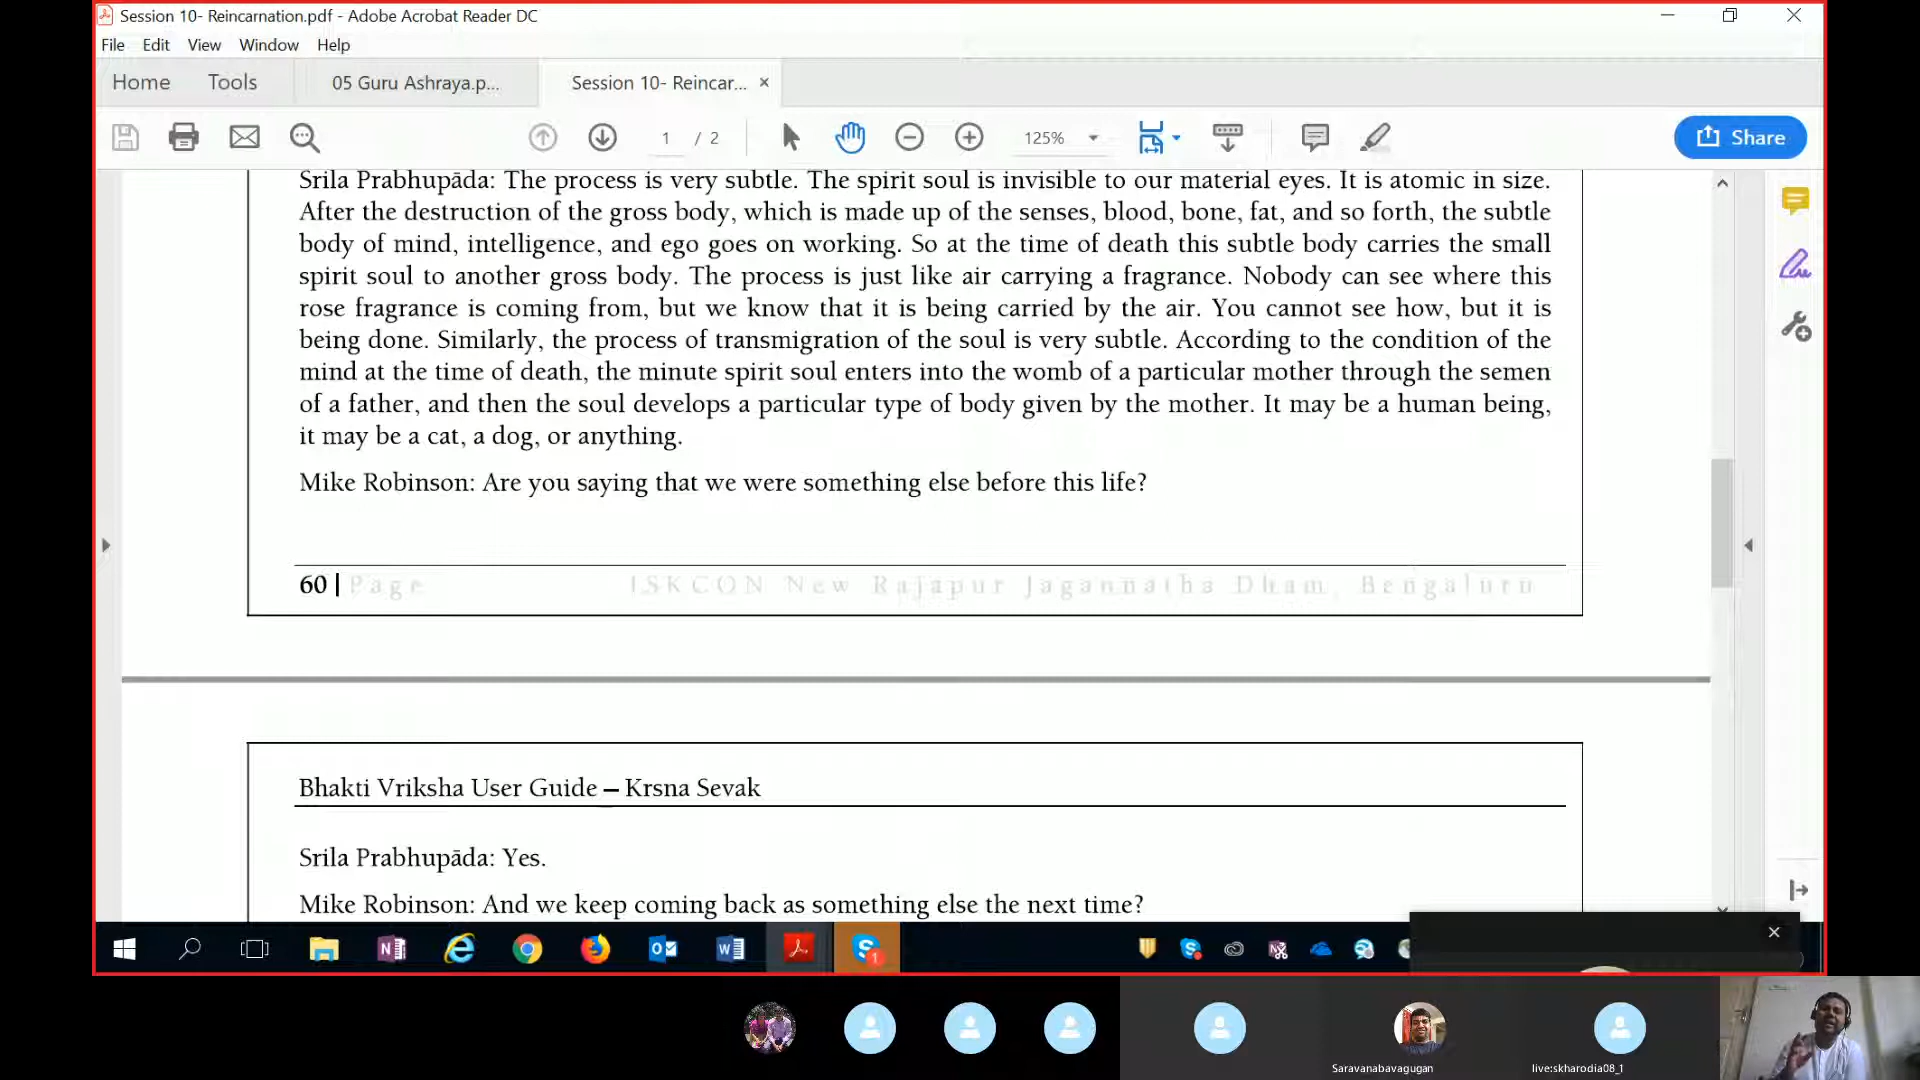 Session 10- Reincarnation.pdf - Adobe Acrobat Reader DC
File Edit View Window Help
Home Tools 05 Guru Ashraya.p... Session 10- Reincar...
1 / 2 125% Share
Srila Prabhupāda: The process is very subtle. The spirit soul is invisible to our material eyes. It is atomic in size.
After the destruction of the gross body, which is made up of the senses, blood, bone, fat, and so forth, the subtle
body of mind, intelligence, and ego goes on working. So at the time of death this subtle body carries the small
spirit soul to another gross body. The process is just like air carrying a fragrance. Nobody can see where this
rose fragrance is coming from, but we know that it is being carried by the air. You cannot see how, but it is
being done. Similarly, the process of transmigration of the soul is very subtle. According to the condition of the
mind at the time of death, the minute spirit soul enters into the womb of a particular mother through the semen
of a father, and then the soul develops a particular type of body given by the mother. It may be a human being,
it may be a cat, a dog, or anything.
Mike Robinson: Are you saying that we were something else before this life?
60 | Page ISKCON New Rajapur Jagannatha Dham, Bengaluru
Bhakti Vriksha User Guide – Krsna Sevak
Srila Prabhupāda: Yes.
Mike Robinson: And we keep coming back as something else the next time?
Saravanabavagugan live:skharodia08_1